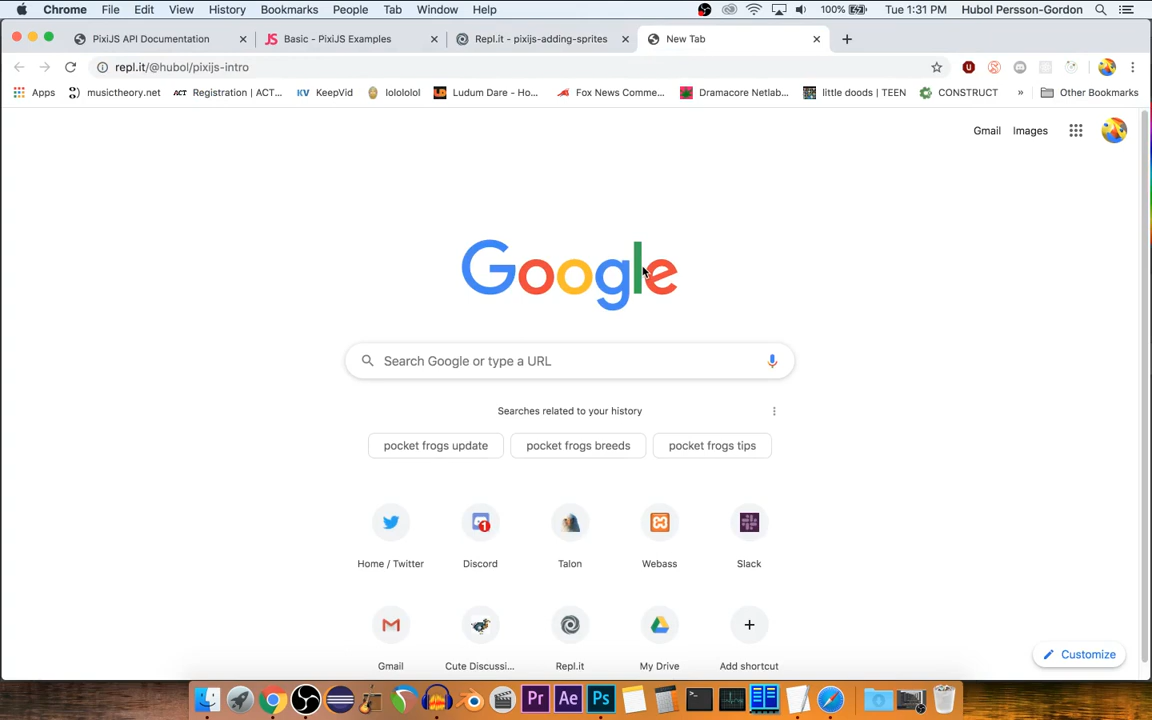 Chrome File Edit View History Bookmarks People Tab Window Help 100% Tue 1:31 PM Hubol Persson-Gordon
PixiJS API Documentation Basic - PixiJS Examples Repl.it - pixijs-adding-sprites New Tab
repl.it/@hubol/pixijs-intro
Apps musictheory.net Registration | ACT... KeepVid lolololol Ludum Dare - Ho... Fox News Comme... Dramacore Netlab... little doods | TEEN CONSTRUCT » Other Bookmarks
Gmail Images
Google
Search Google or type a URL
Searches related to your history
pocket frogs update pocket frogs breeds pocket frogs tips
Home / Twitter Discord Talon Webass Slack
Gmail Cute Discussi... Repl.it My Drive Add shortcut
Customize